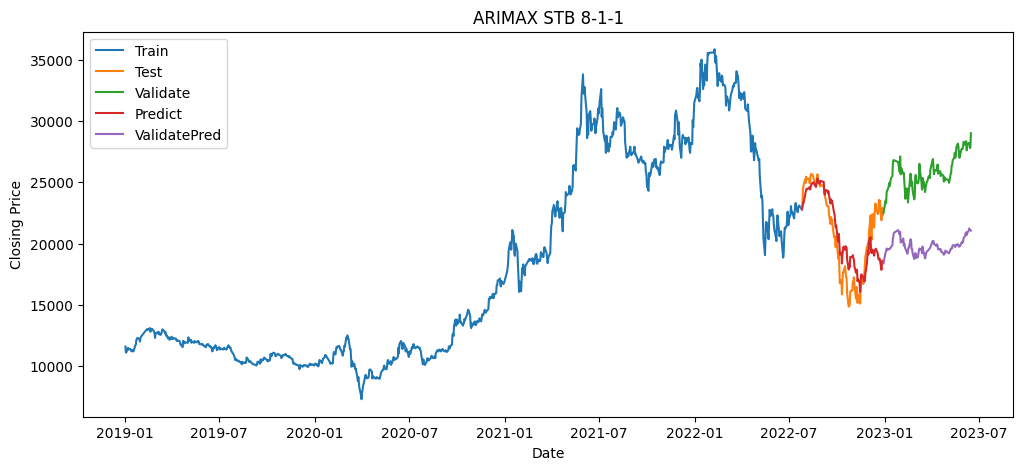 ARIMAX STB 8-1-1
Train
Test
Validate
Predict
ValidatePred
Closing Price
35000
30000
25000
20000
15000
10000
2019-01 2019-07 2020-01 2020-07 2021-01 2021-07 2022-01 2022-07 2023-01 2023-07
Date